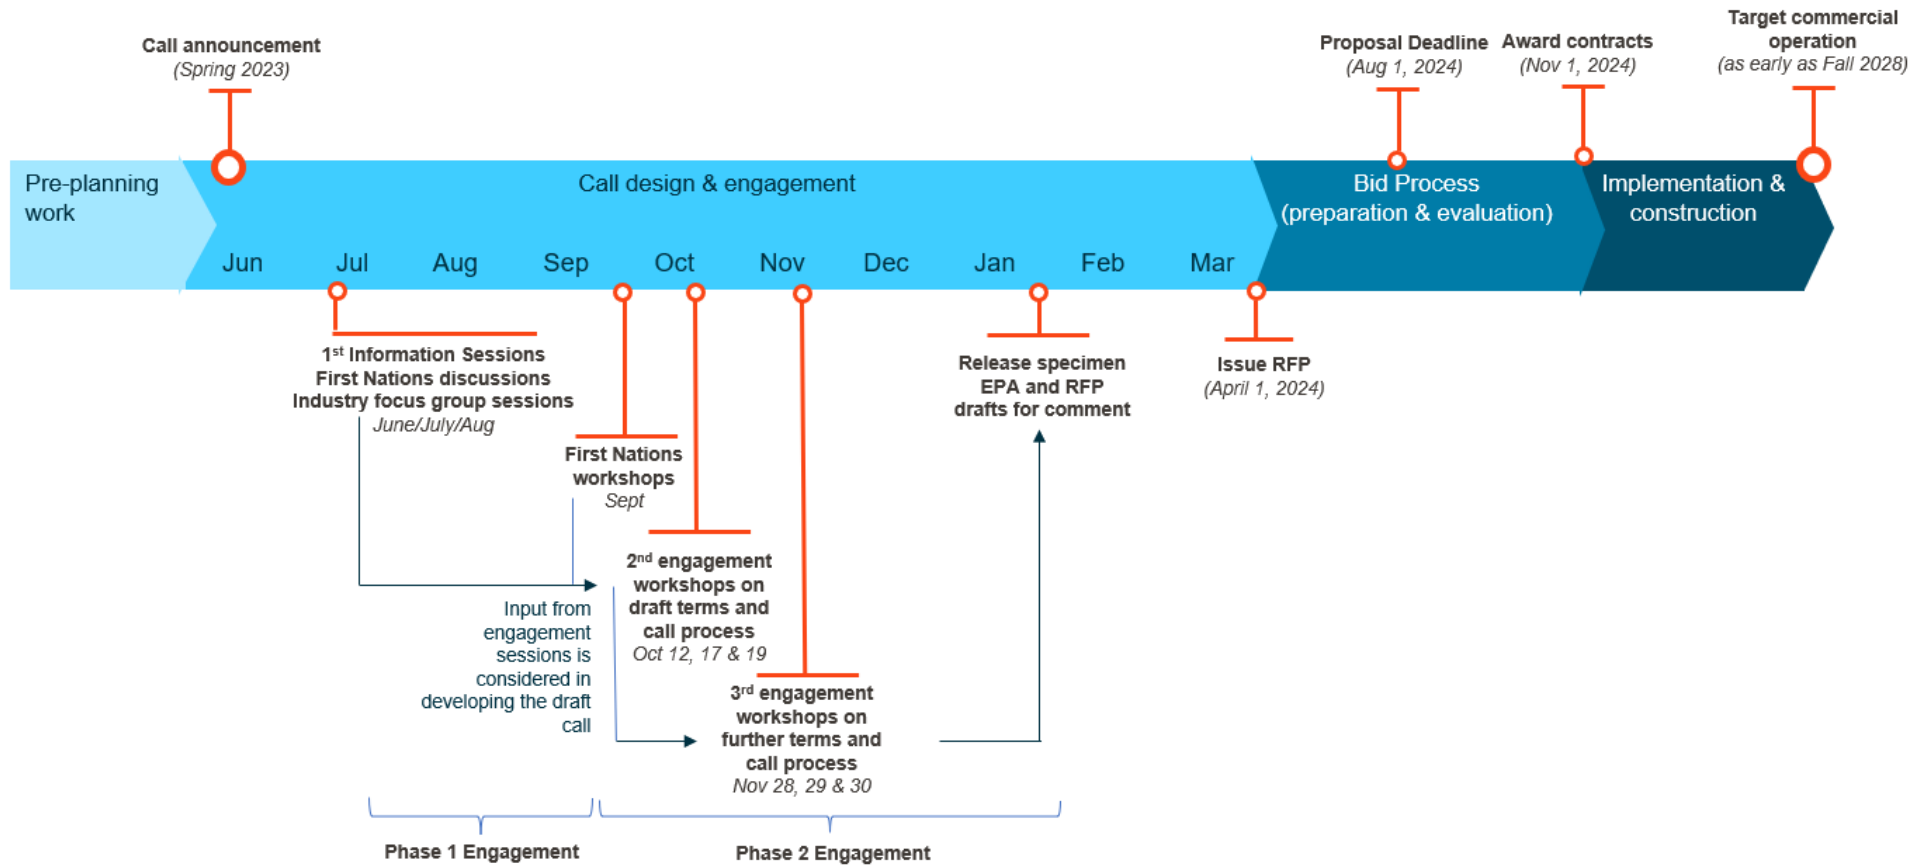 Call announcement
(Spring 2023)
Proposal Deadline
(Aug 1, 2024)
Award contracts
(Nov 1, 2024)
Target commercial
operation
(as early as Fall 2028)
Pre-planning
work
Call design & engagement
Bid Process
(preparation & evaluation)
Implementation &
construction
Jun Jul Aug Sep Oct Nov Dec Jan Feb Mar
1st Information Sessions
First Nations discussions
Industry focus group sessions
June/July/Aug
First Nations
workshops
Sept
2nd engagement
workshops on
draft terms and
call process
Oct 12, 17 & 19
3rd engagement
workshops on
further terms and
call process
Nov 28, 29 & 30
Release specimen
EPA and RFP
drafts for comment
Issue RFP
(April 1, 2024)
Input from
engagement
sessions is
considered in
developing the draft
call
Phase 1 Engagement
Phase 2 Engagement